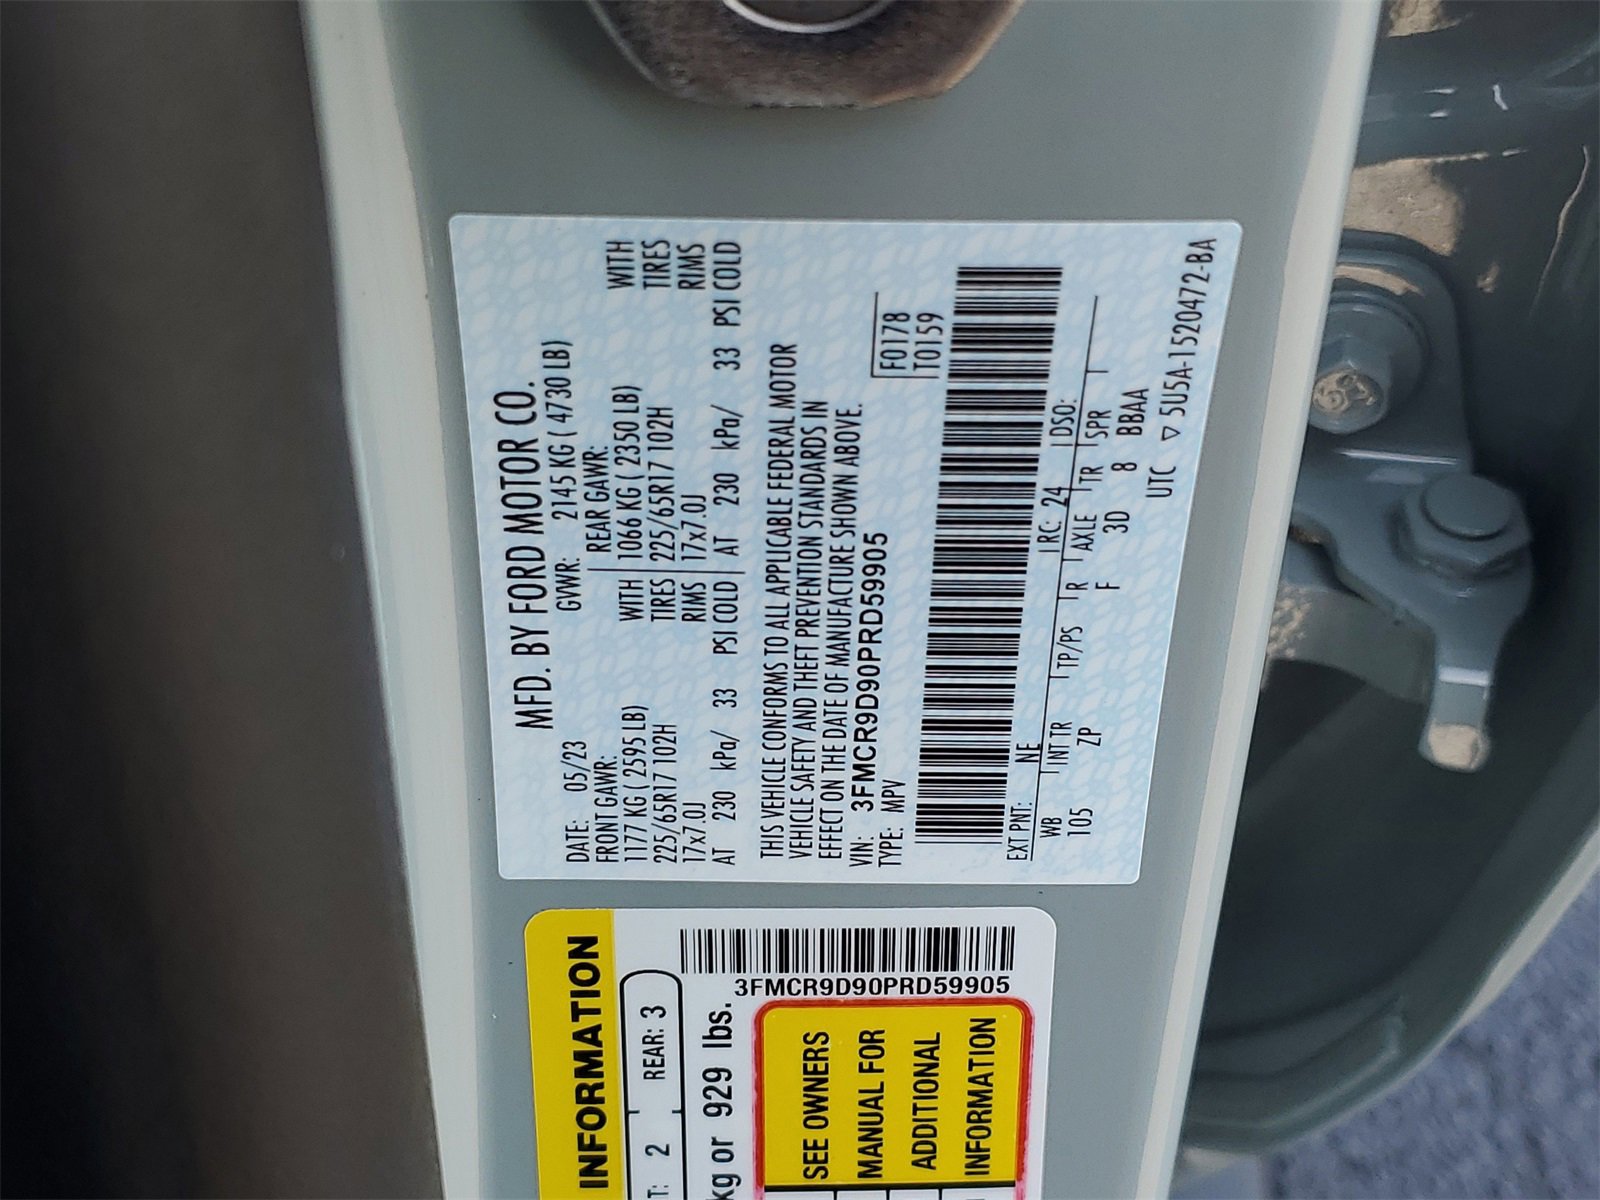 MFD. BY FORD MOTOR CO.
DATE: 05/23 GVWR: 2145 KG ( 4730 LB)
FRONT GAWR: REAR GAWR:
1177 KG ( 2595 LB) WITH 1066 KG ( 2350 LB) WITH
225/65R17 102H TIRES 225/65R17 102H TIRES
17x7.0J RIMS 17x7.0J RIMS
AT 230 kPa/ 33 PSI COLD AT 230 kPa/ 33 PSI COLD
THIS VEHICLE CONFORMS TO ALL APPLICABLE FEDERAL MOTOR
VEHICLE SAFETY AND THEFT PREVENTION STANDARDS IN
EFFECT ON THE DATE OF MANUFACTURE SHOWN ABOVE.
VIN: 3FMCR9D90PRD59905 F0178
TYPE: MPV T0159
EXT PNT: NE RC: 24 DSO:
WB INT TR TP/PS R AXLE TR SPR
105 ZP F 3D 8 BBAA
UTC ▽ 5U5A-1520472-BA
INFORMATION
T: 2 REAR: 3
kg or 929 lbs.
3FMCR9D90PRD59905
SEE OWNERS
MANUAL FOR
ADDITIONAL
INFORMATION